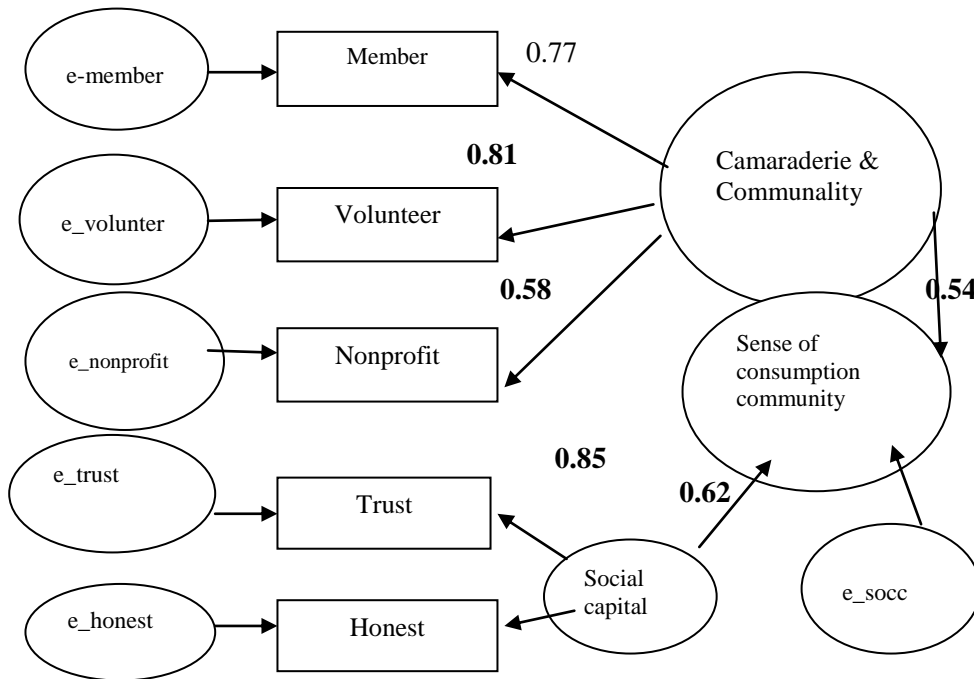 e-member
Member
0.77
Camaraderie &
Communality
0.81
e_volunter
Volunteer
0.58
0.54
e_nonprofit
Nonprofit
Sense of
consumption
community
e_trust
Trust
0.85
0.62
e_honest
Honest
Social
capital
e_socc